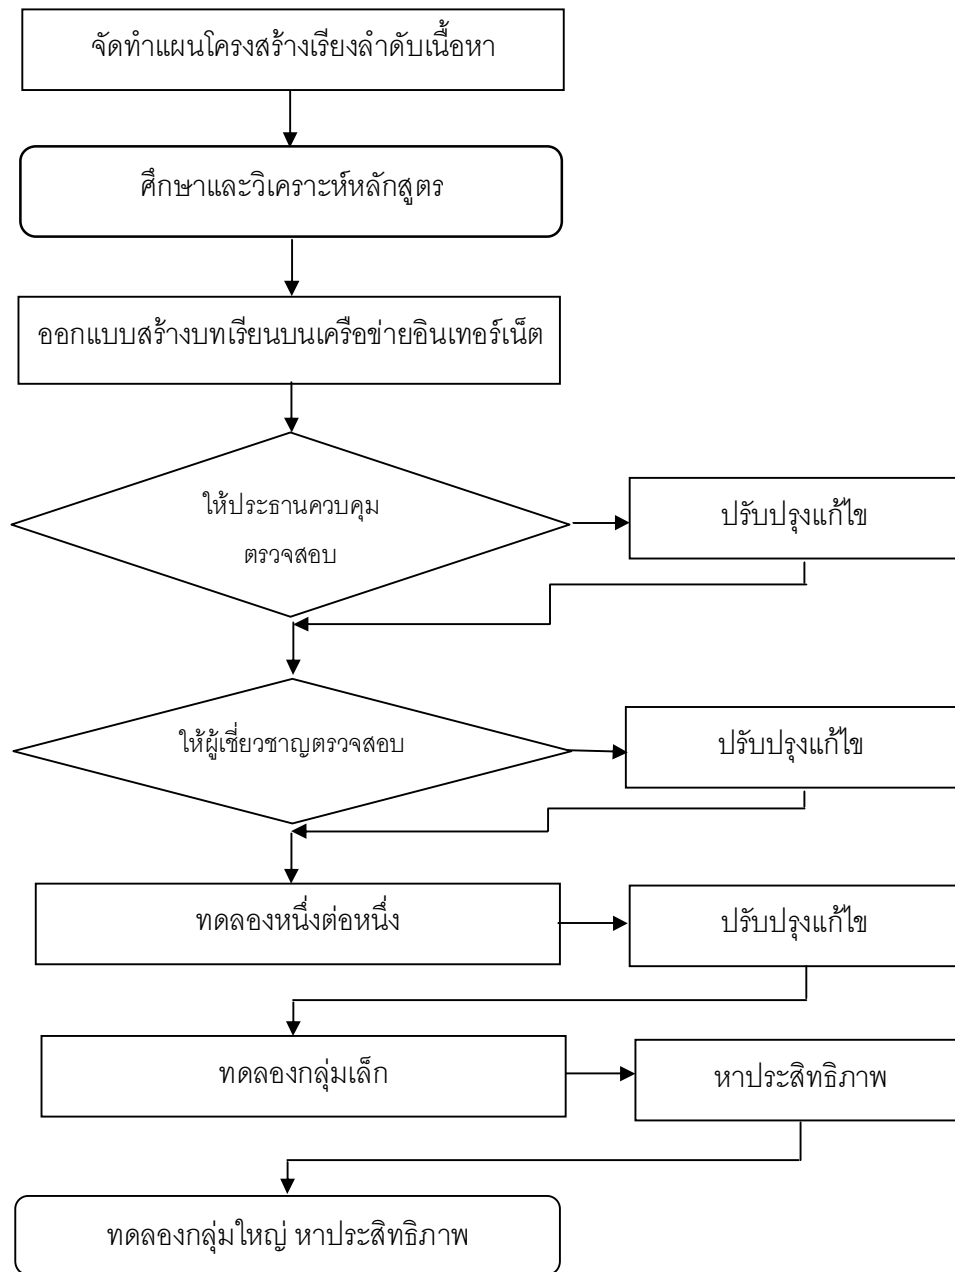 จัดทำแผนโครงสร้างเรียงลำดับเนื้อหา
ศึกษาและวิเคราะห์หลักสูตร
ออกแบบสร้างบทเรียนบนเครือข่ายอินเทอร์เน็ต
ให้ประธานควบคุม
ตรวจสอบ
ปรับปรุงแก้ไข
ให้ผู้เชี่ยวชาญตรวจสอบ
ปรับปรุงแก้ไข
ทดลองหนึ่งต่อหนึ่ง
ปรับปรุงแก้ไข
ทดลองกลุ่มเล็ก
หาประสิทธิภาพ
ทดลองกลุ่มใหญ่ หาประสิทธิภาพ